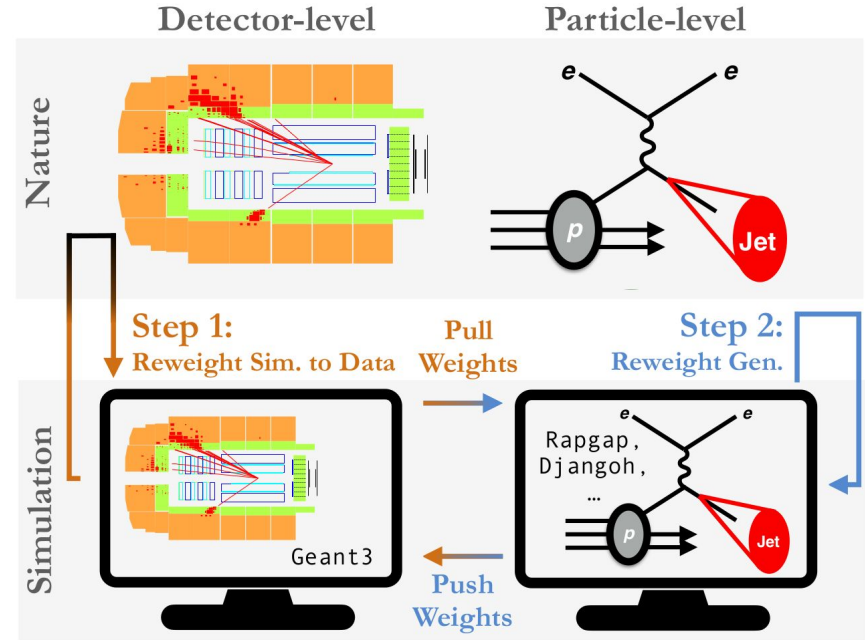 Detector-level
Particle-level
Nature
e
e
p
Jet
Step 1:
Reweight Sim. to Data
Pull
Weights
Step 2:
Reweight Gen.
Simulation
Geant3
Rapgap,
Djangoh,
...
e
e
p
Jet
Push
Weights